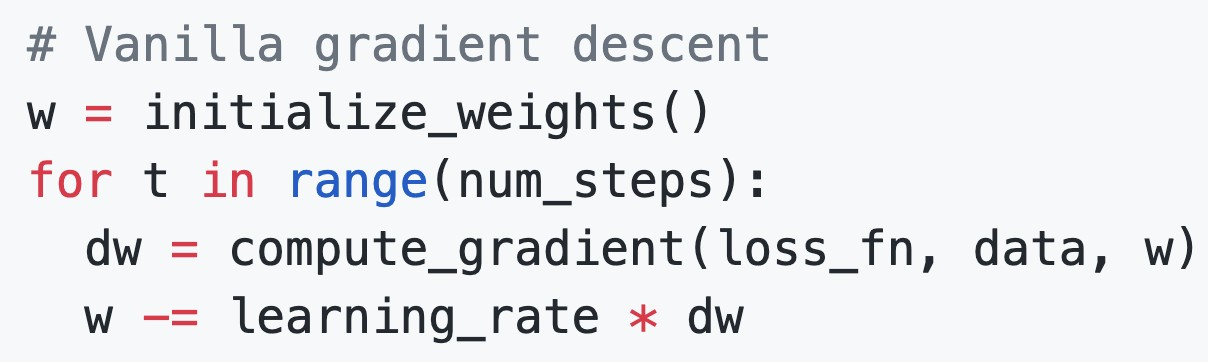 # Vanilla gradient descent
w = initialize_weights()
for t in range(num_steps):
  dw = compute_gradient(loss_fn, data, w)
  w -= learning_rate * dw